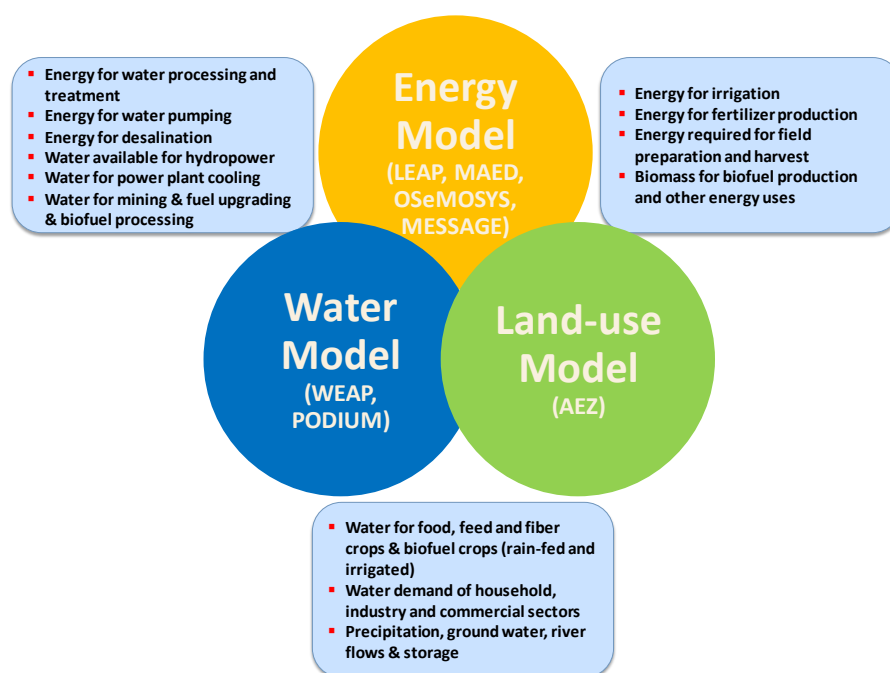 Energy
Model
(LEAP, MAED,
OSeMOSYS,
MESSAGE)
▪ Energy for water processing and
treatment
▪ Energy for water pumping
▪ Energy for desalination
▪ Water available for hydropower
▪ Water for power plant cooling
▪ Water for mining & fuel upgrading
& biofuel processing
▪ Energy for irrigation
▪ Energy for fertilizer production
▪ Energy required for field
preparation and harvest
▪ Biomass for biofuel production
and other energy uses
Water
Model
(WEAP,
PODIUM)
Land-use
Model
(AEZ)
▪ Water for food, feed and fiber
crops & biofuel crops (rain-fed and
irrigated)
▪ Water demand of household,
industry and commercial sectors
▪ Precipitation, ground water, river
flows & storage